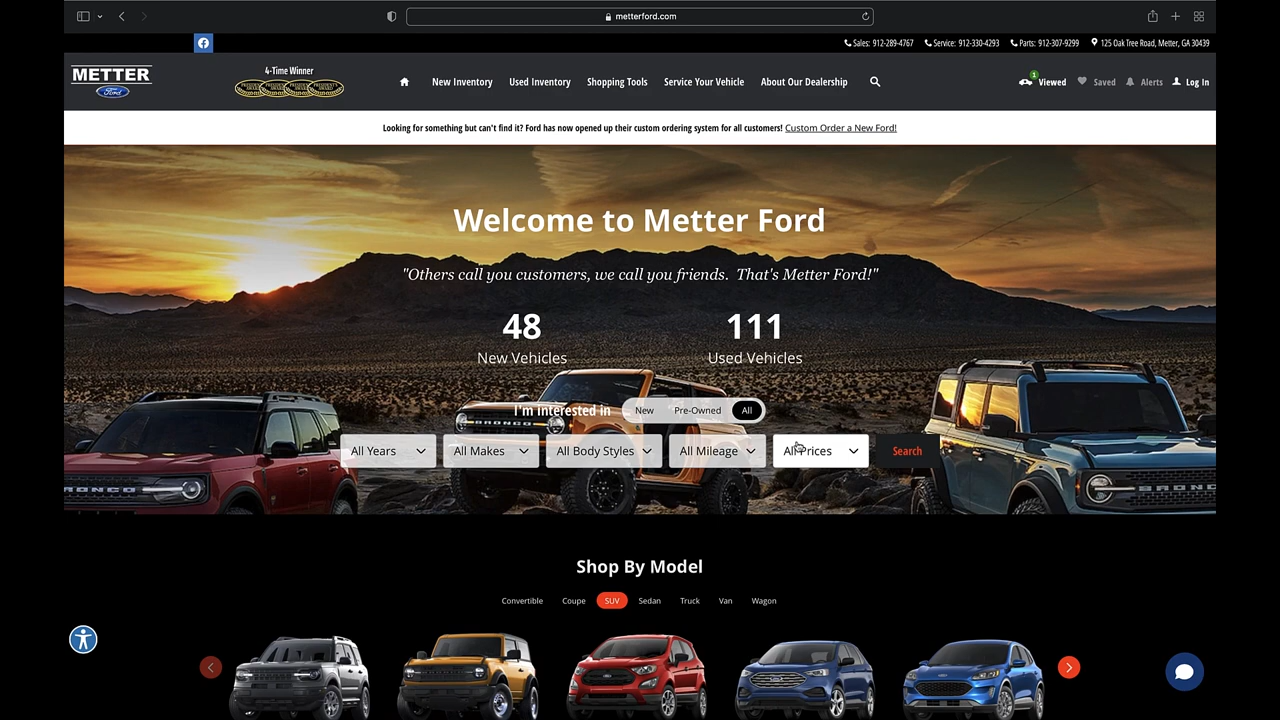 metterford.com
Sales: 912-289-4767 Service: 912-330-4293 Parts: 912-307-9299 125 Oak Tree Road, Metter, GA 30439
METTER
Ford
4-Time Winner
New Inventory Used Inventory Shopping Tools Service Your Vehicle About Our Dealership
1
Viewed Saved Alerts Log In
Looking for something but can't find it? Ford has now opened up their custom ordering system for all customers! Custom Order a New Ford!
Welcome to Metter Ford
"Others call you customers, we call you friends. That's Metter Ford!"
48 111
New Vehicles Used Vehicles
I'm interested in New Pre-Owned All
All Years All Makes All Body Styles All Mileage All Prices Search
BRONCO
BRONCO
BRONCO
Shop By Model
Convertible Coupe SUV Sedan Truck Van Wagon